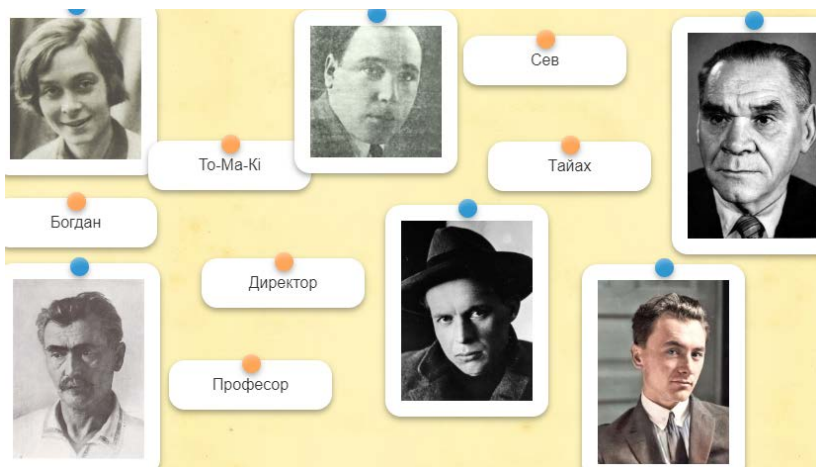 Сев
То-Ма-Кі
Тайах
Богдан
Директор
Професор